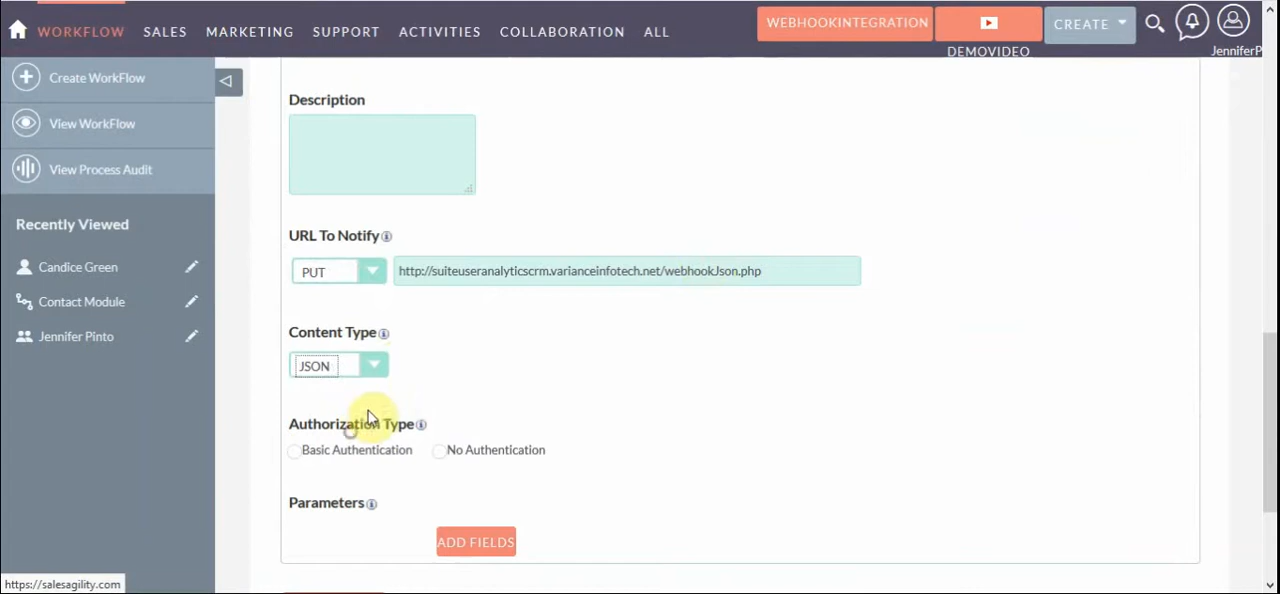 WORKFLOW SALES MARKETING SUPPORT ACTIVITIES COLLABORATION ALL WEBHOOKINTEGRATION DEMOVIDEO CREATE JenniferP
Create WorkFlow
View WorkFlow
View Process Audit
Recently Viewed
Candice Green
Contact Module
Jennifer Pinto
Description
URL To Notify
PUT http://suiteuseranalyticscrm.varianceinfotech.net/webhookJson.php
Content Type
JSON
Authorization Type
Basic Authentication No Authentication
Parameters
ADD FIELDS
https://salesagility.com